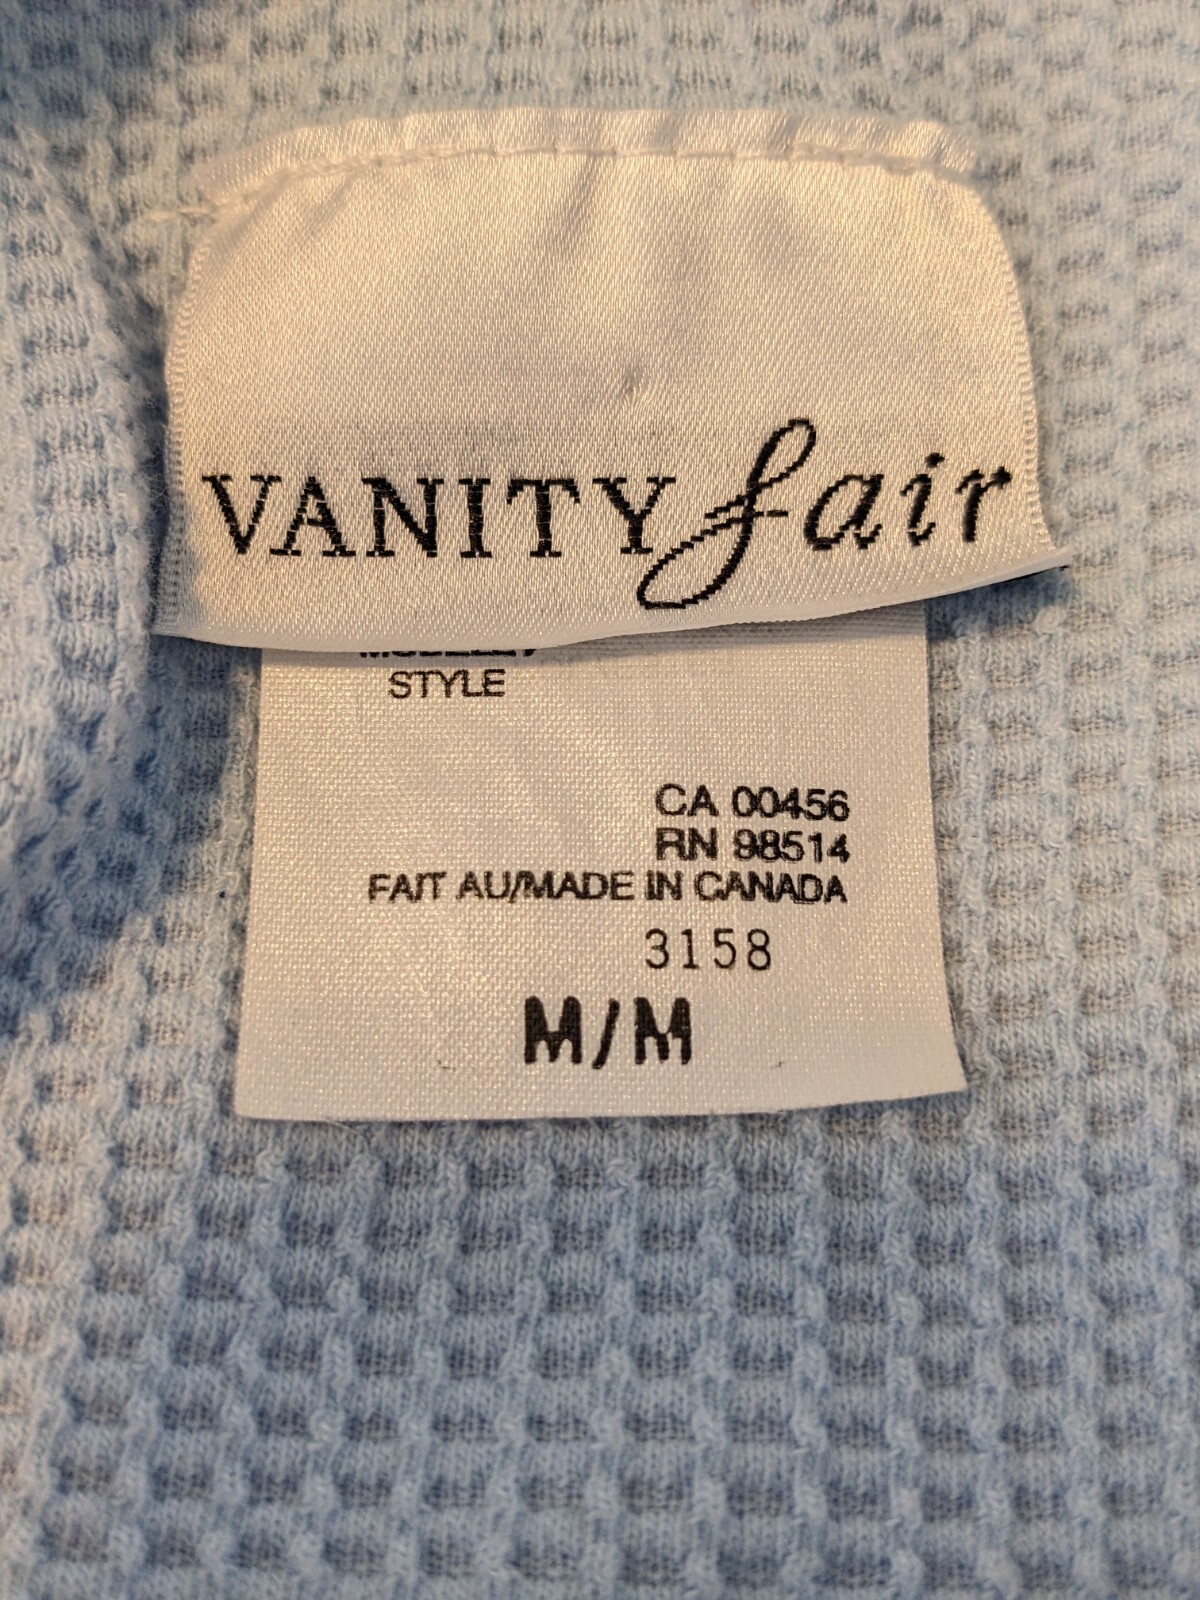 VANITY fair
STYLE
CA 00456
RN 98514
FAIT AU/MADE IN CANADA
3158
M/M